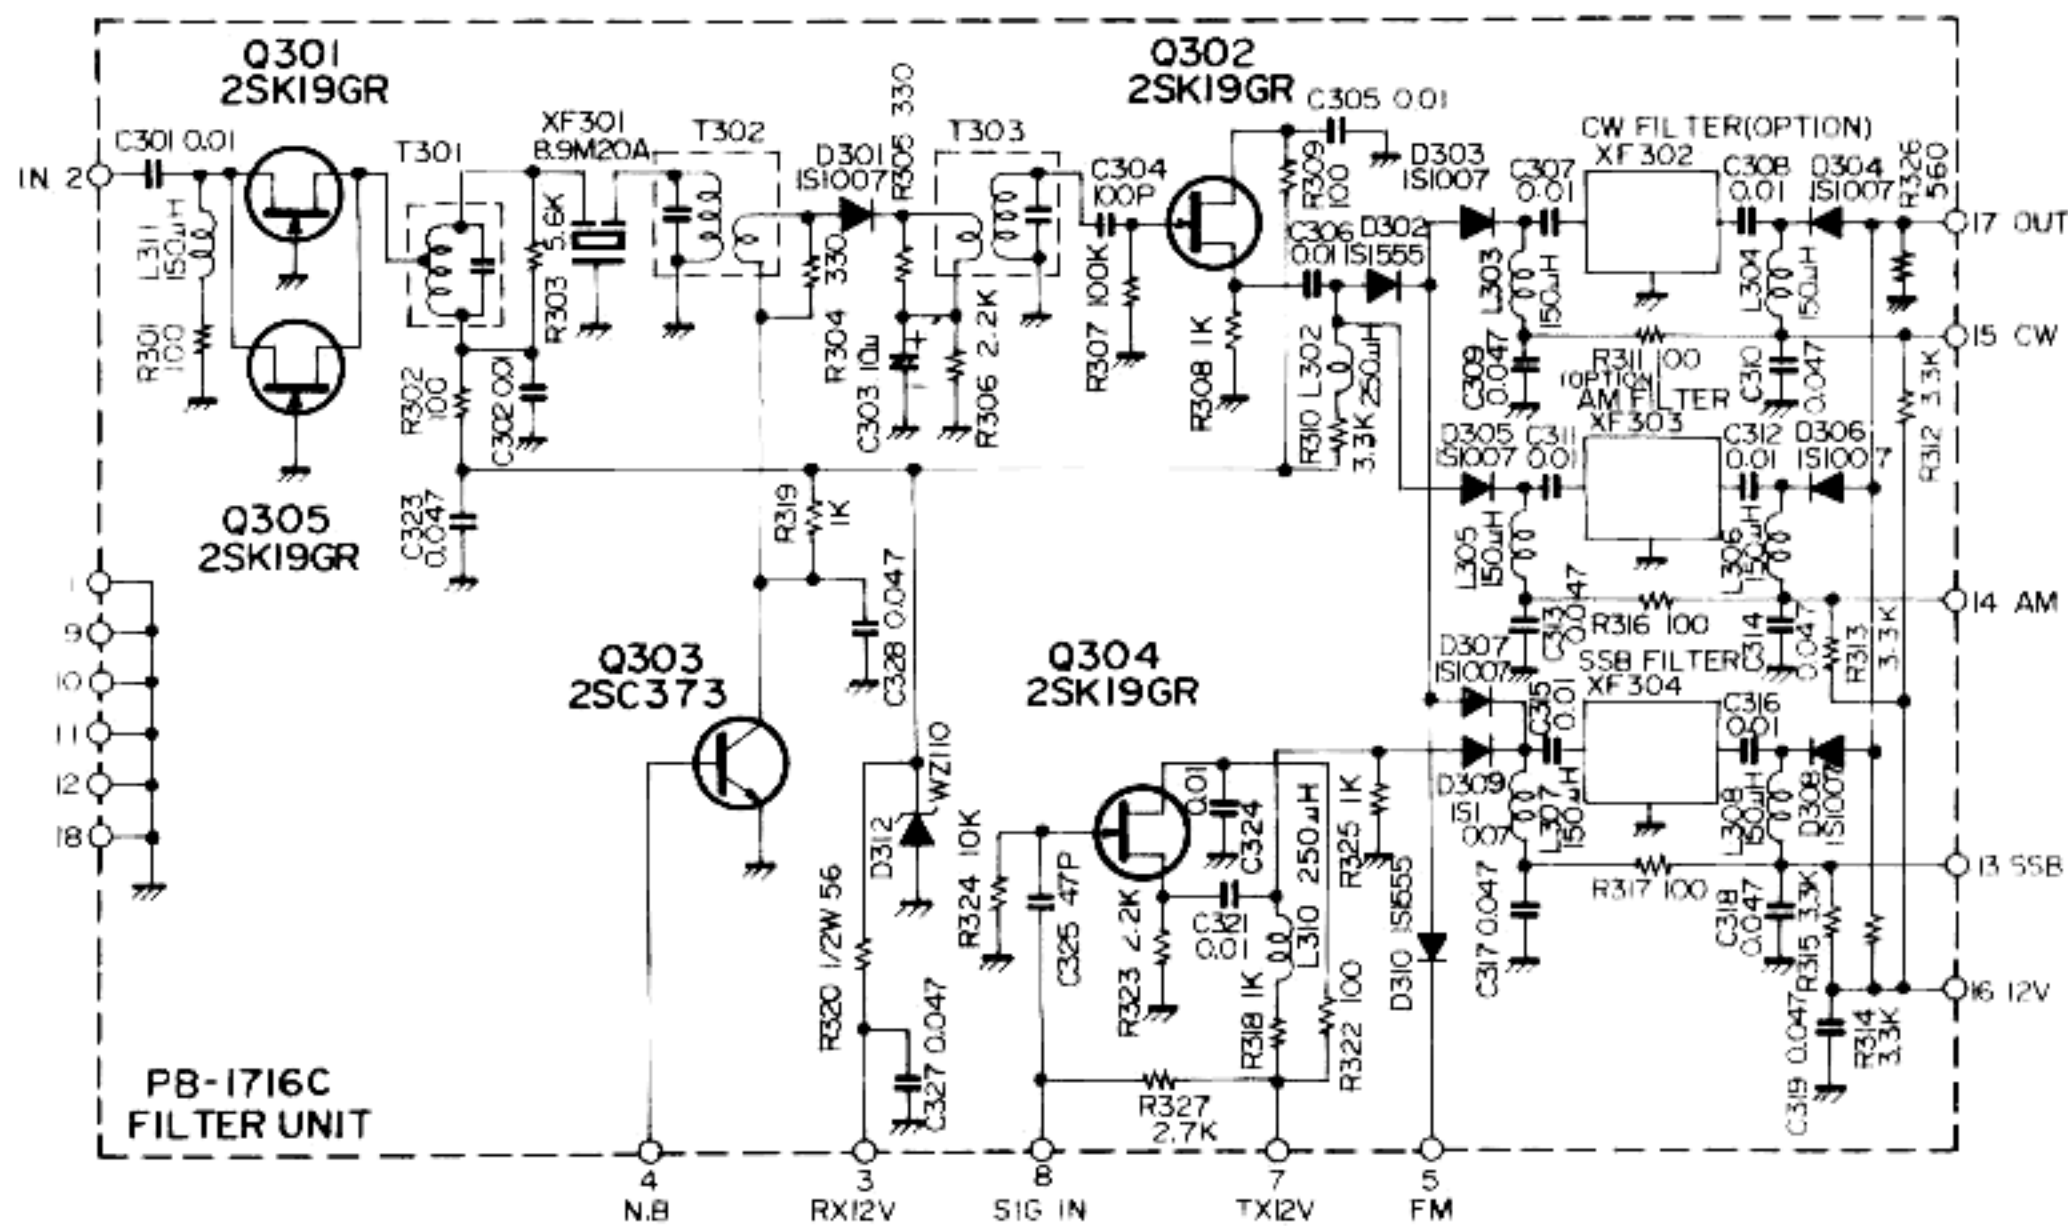 Q301
2SK19GR
Q302
2SK19GR
C301 0.01
IN 2
L311
150µH
R301
100
T301
XF301
8.9M20A
5.6K
R303
T302
D301
1S1007
R305 330
T303
R304
330
C303 10µ
+
R306 2.2K
C304
100P
R307 100K
R308 1K
C305 0.01
R309
100
C306
0.01
D302
1S1555
R310
3.3K
L302
250µH
D303
1S1007
C307
0.01
CW FILTER(OPTION)
XF302
C308
0.01
D304
1S1007
R326
560
17 OUT
L303
150µH
L304
150µH
15 CW
C309
0.047
R311 100
C310
0.047
R312 3.3K
(OPTION)
AM FILTER
XF303
D305
1S1007
C311
0.01
C312
0.01
D306
1S1007
R302
100
C302 0.01
Q305
2SK19GR
C323
0.047
R319
1K
L305
150µH
L306
150µH
14 AM
C313
0.047
R316 100
C314
0.047
R313
3.3K
1
9
10
11
12
18
C328 0.047
Q303
2SC373
Q304
2SK19GR
D307
1S1007
SSB FILTER
XF304
C315
0.01
C316
0.01
WZ110
D312
R324 10K
C325 47P
0.01
C324
R325 1K
D309
1S1
007
L307
150µH
L308
150µH
D308
1S1007
13 SSB
R317 100
R320 1/2W 56
R323 2.2K
C321
0.01
L310 250µH
R318 1K
R322 100
D310 1S1555
C317 0.047
C318
0.047
R315 3.3K
16 12V
C327 0.047
C319 0.047
R314
3.3K
R327
2.7K
PB-1716C
FILTER UNIT
4
N.B
3
RX12V
8
SIG IN
7
TX12V
5
FM